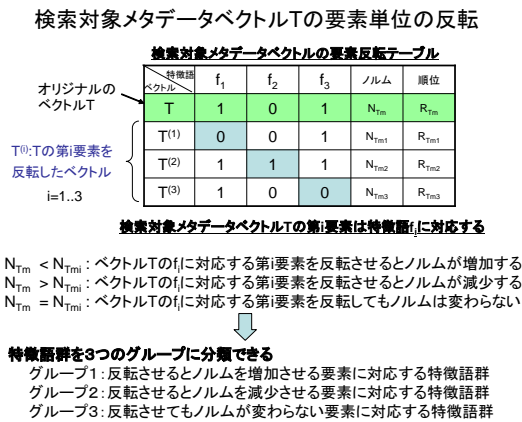 検索対象メタデータベクトルTの要素単位の反転
検索対象メタデータベクトルの要素反転テーブル
特徴語
ベクトル
f1 f2 f3 ノルム 順位
オリジナルの
ベクトルT
T 1 0 1 NTm RTm
T(1) 0 0 1 NTm1 RTm1
T(2) 1 1 1 NTm2 RTm2
T(3) 1 0 0 NTm3 RTm3
T(i):Tの第i要素を
反転したベクトル
i=1..3
検索対象メタデータベクトルTの第i要素は特徴語fiに対応する
NTm < NTmi : ベクトルTのfiに対応する第i要素を反転させるとノルムが増加する
NTm > NTmi : ベクトルTのfiに対応する第i要素を反転させるとノルムが減少する
NTm = NTmi : ベクトルTのfiに対応する第i要素を反転してもノルムは変わらない
特徴語群を3つのグループに分類できる
グループ1:反転させるとノルムを増加させる要素に対応する特徴語群
グループ2:反転させるとノルムを減少させる要素に対応する特徴語群
グループ3:反転させてもノルムが変わらない要素に対応する特徴語群